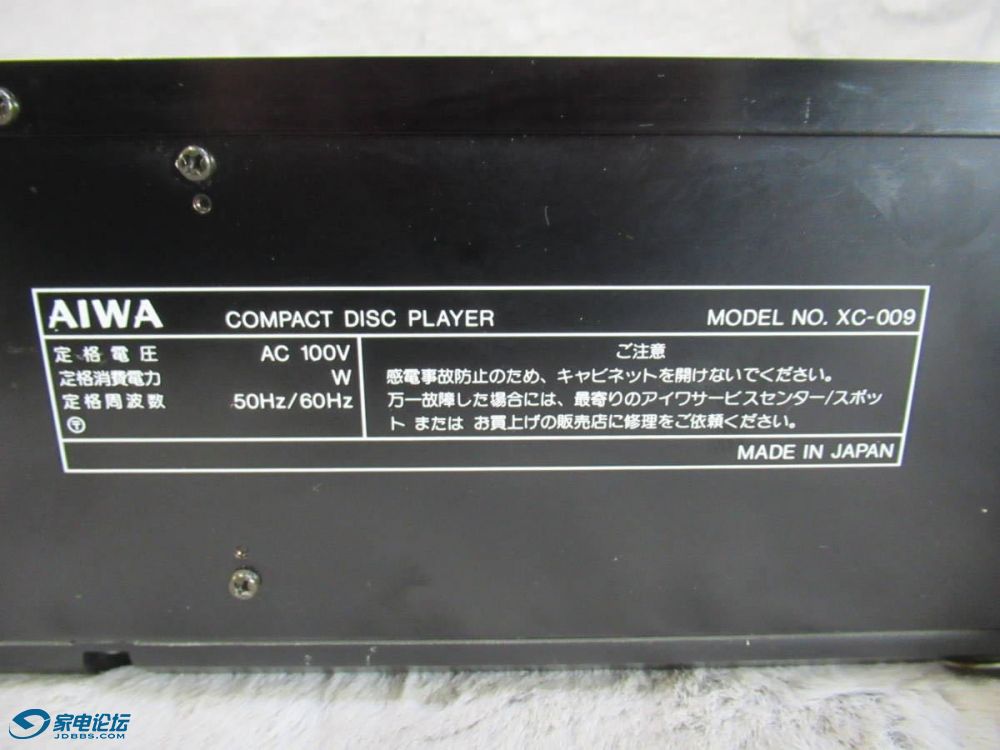 AIWA COMPACT DISC PLAYER MODEL NO. XC-009
定格電圧 AC 100V
定格消費電力 W
定格周波数 50Hz/60Hz
〒
ご注意
感電事故防止のため、キャビネットを開けないでください。
万一故障した場合には、最寄りのアイワサービスセンター/スポッ
ト または お買上げの販売店に修理をご依頼ください。
MADE IN JAPAN
家电论坛
JDBBS.COM